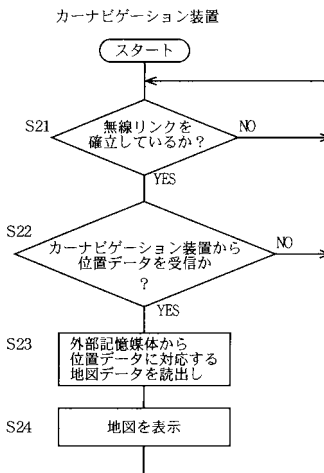 カーナビゲーション装置
スタート
S21
無線リンクを
確立しているか?
NO
YES
S22
カーナビゲーション装置から
位置データを受信か
?
NO
YES
S23
外部記憶媒体から
位置データに対応する
地図データを読出し
S24
地図を表示